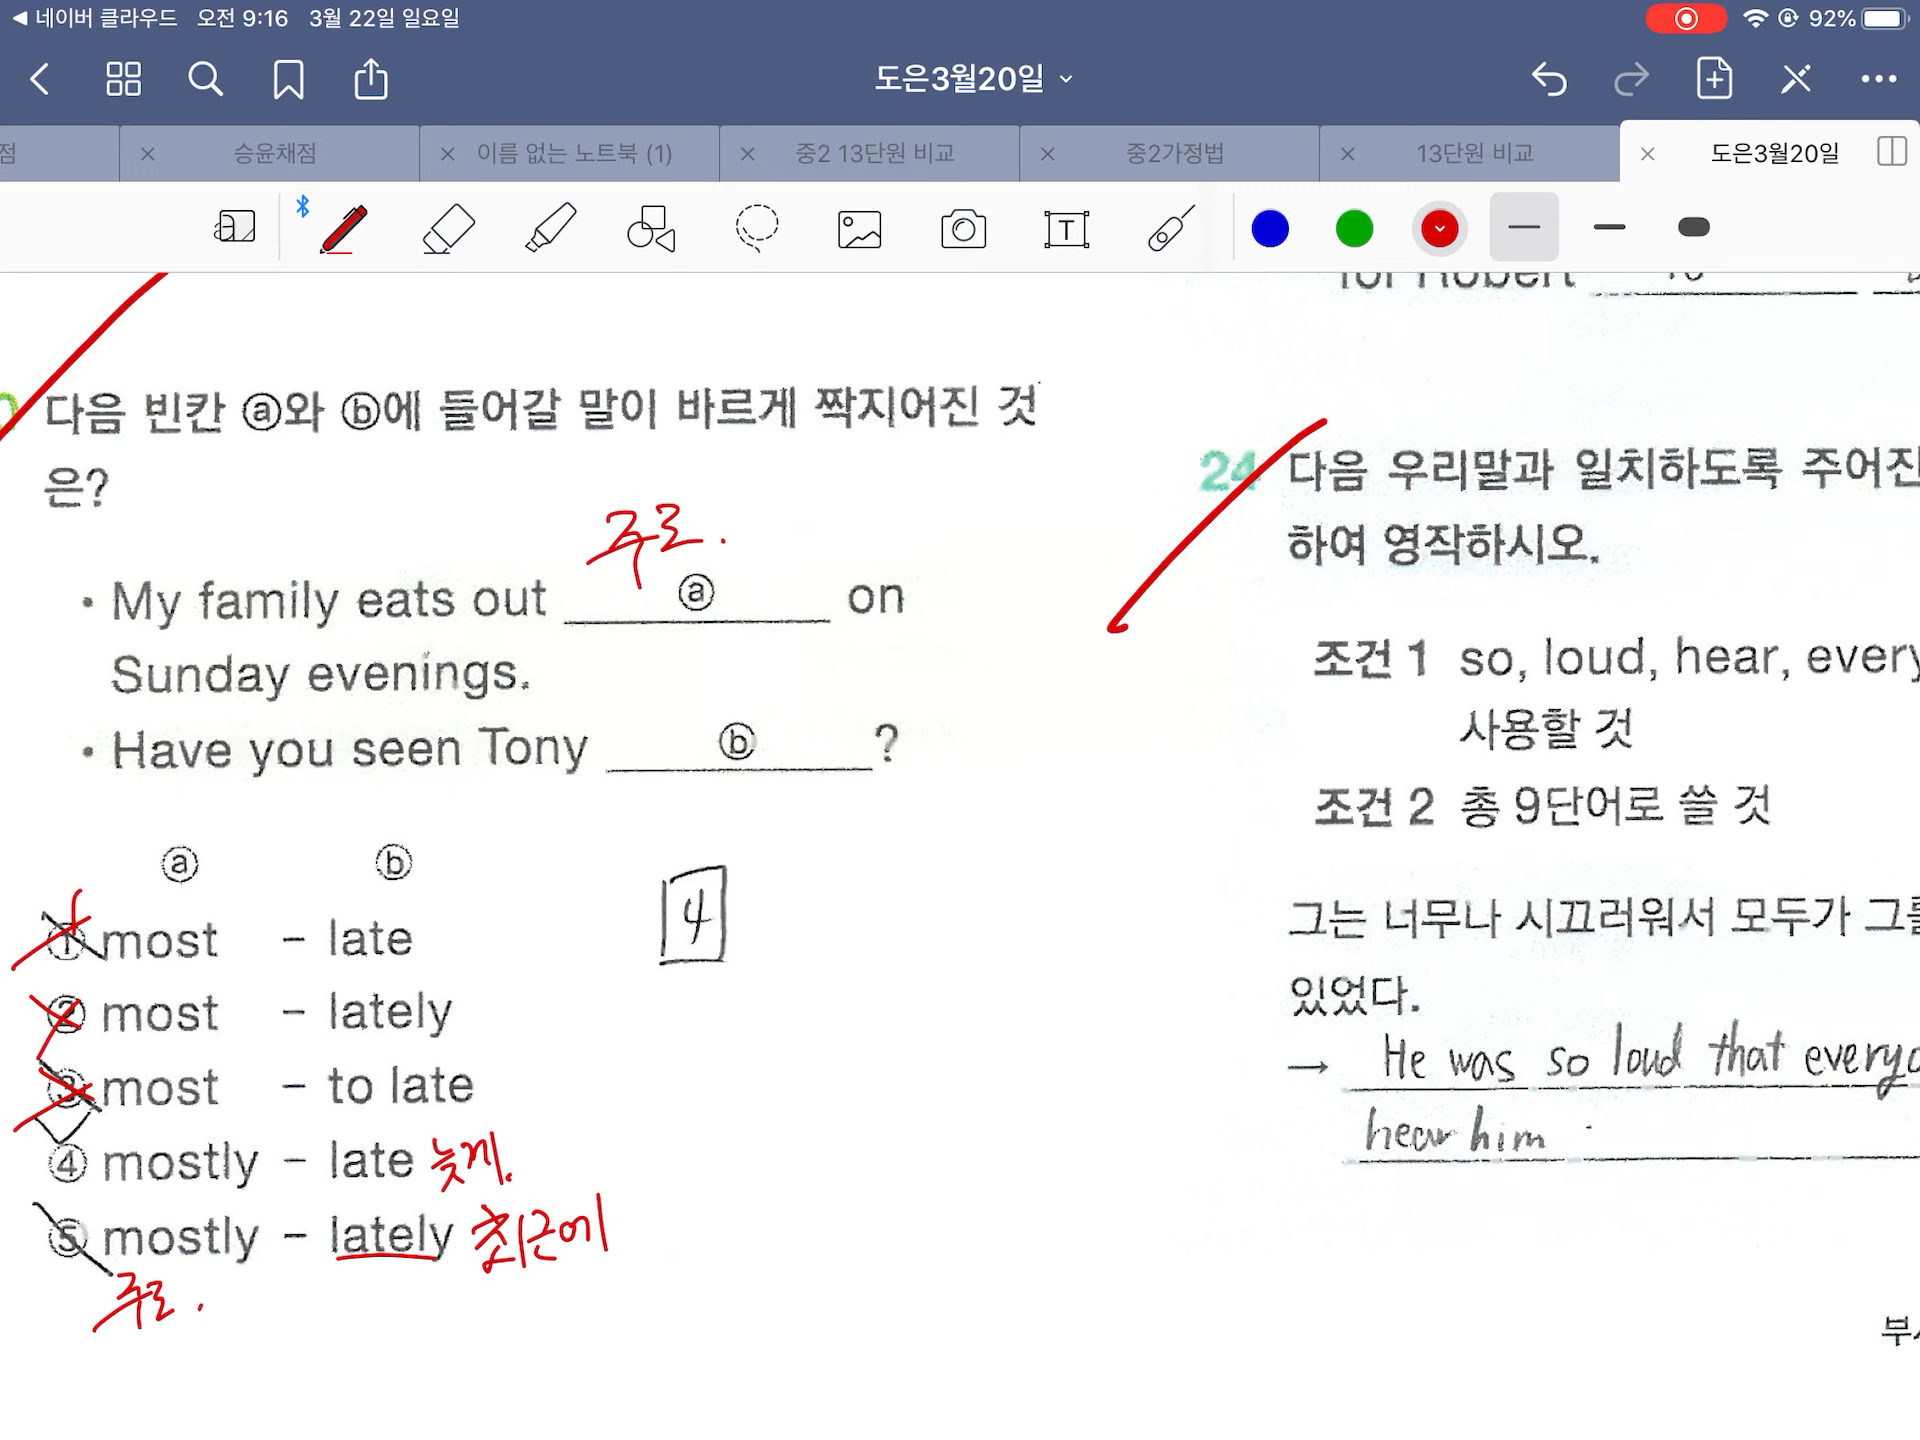 네이버 클라우드 오전 9:16 3월 22일 일요일 92%
도은3월20일
점 승윤채점 이름 없는 노트북 (1) 중2 13단원 비교 중2가정법 13단원 비교 도은3월20일
다음 빈칸 ⓐ와 ⓑ에 들어갈 말이 바르게 짝지어진 것
은?
주로.
• My family eats out ⓐ on
Sunday evenings.
• Have you seen Tony ⓑ ?
ⓐ ⓑ
① most – late
4
② most – lately
③ most – to late
④ mostly – late 늦게.
⑤ mostly – lately 최근에
주로.
for Robert
24 다음 우리말과 일치하도록 주어진
하여 영작하시오.
조건 1 so, loud, hear, every
사용할 것
조건 2 총 9단어로 쓸 것
그는 너무나 시끄러워서 모두가 그를
있었다.
→ He was so loud that everyo
hear him .